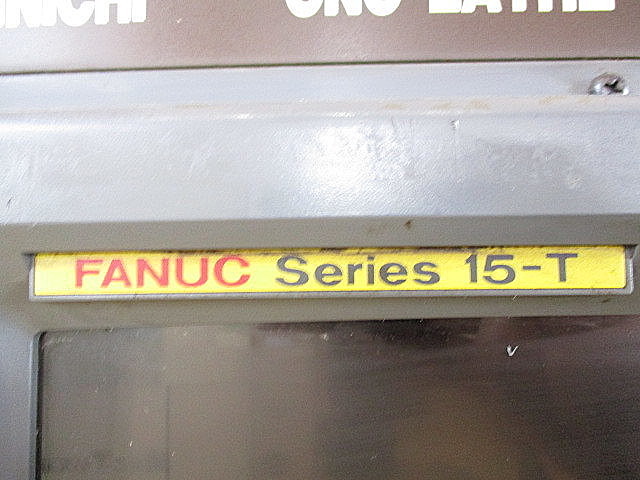 CNC LATHE
FANUC Series 15-T